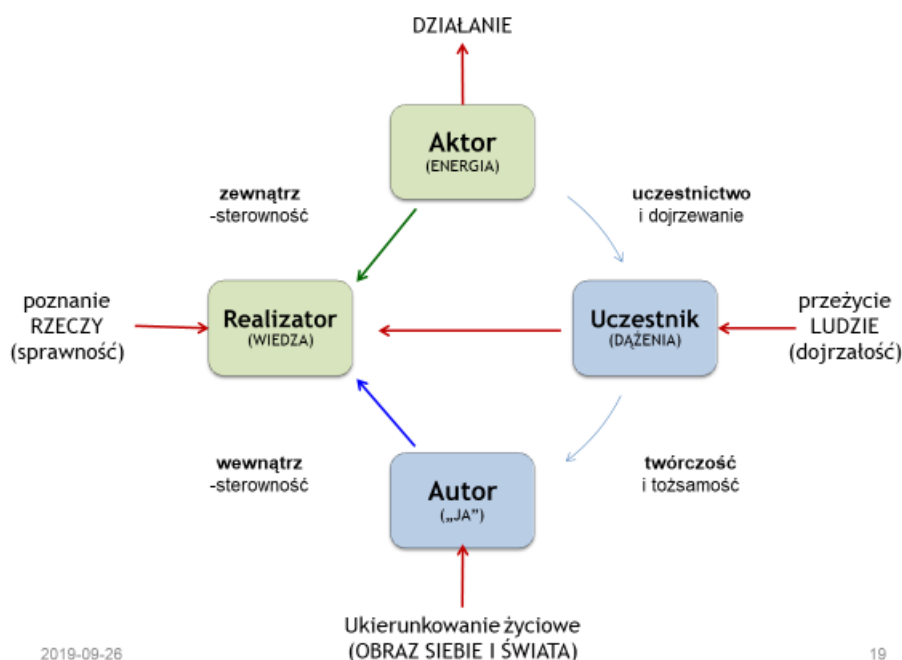 DZIAŁANIE
Aktor
(ENERGIA)
zewnątrz
-sterowność
uczestnictwo
i dojrzewanie
poznanie
RZECZY
(sprawność)
Realizator
(WIEDZA)
Uczestnik
(DĄŻENIA)
przeżycie
LUDZIE
(dojrzałość)
wewnątrz
-sterowność
Autor
(„JA”)
twórczość
i tożsamość
Ukierunkowanie życiowe
(OBRAZ SIEBIE I ŚWIATA)
2019-09-26
19